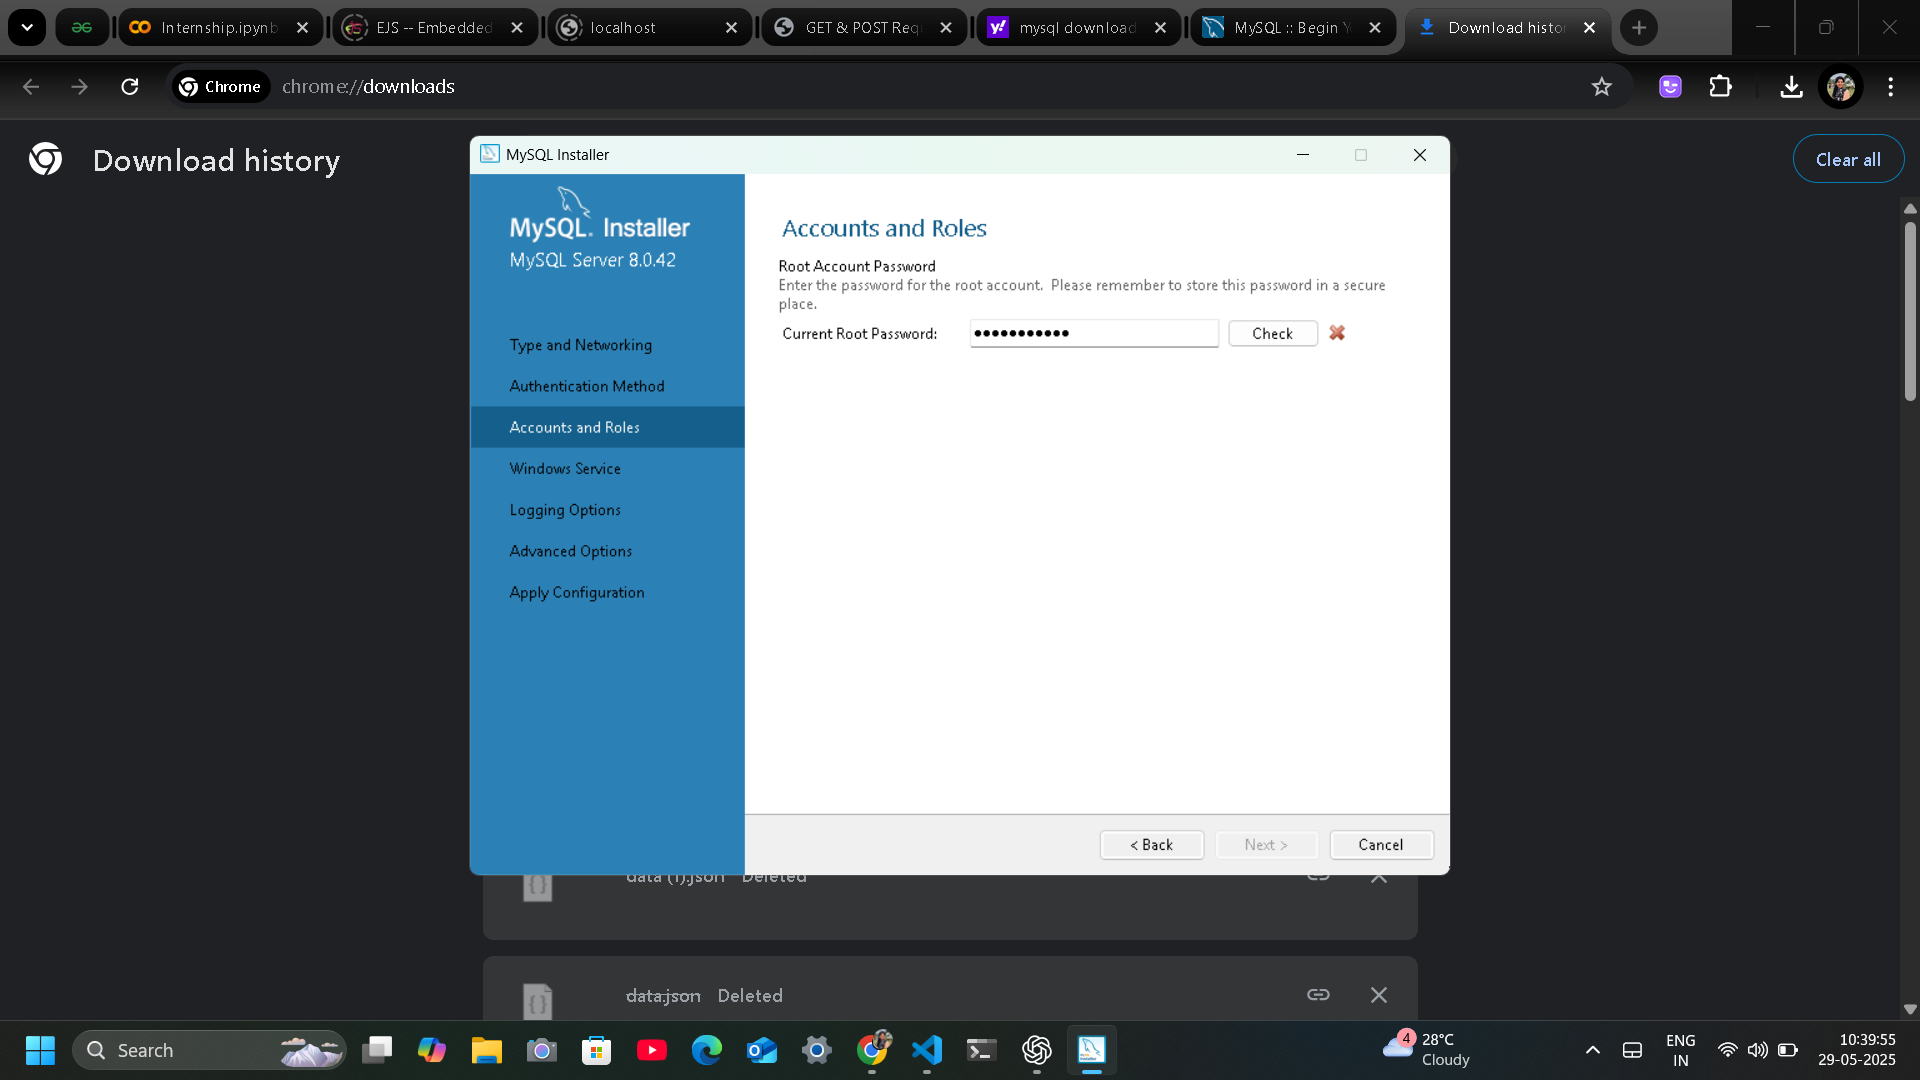 Internship.ipynb
EJS -- Embedded
localhost
GET & POST Req
mysql download
MySQL :: Begin Y
Download histor
Chrome
chrome://downloads
Download history
Clear all
MySQL Installer
MySQL. Installer
MySQL Server 8.0.42
Type and Networking
Authentication Method
Accounts and Roles
Windows Service
Logging Options
Advanced Options
Apply Configuration
Accounts and Roles
Root Account Password
Enter the password for the root account. Please remember to store this password in a secure
place.
Current Root Password:
●●●●●●●●●●●
Check
< Back
Next >
Cancel
data (1).json Deleted
data.json Deleted
Search
4
28°C
Cloudy
ENG
IN
10:39:55
29-05-2025